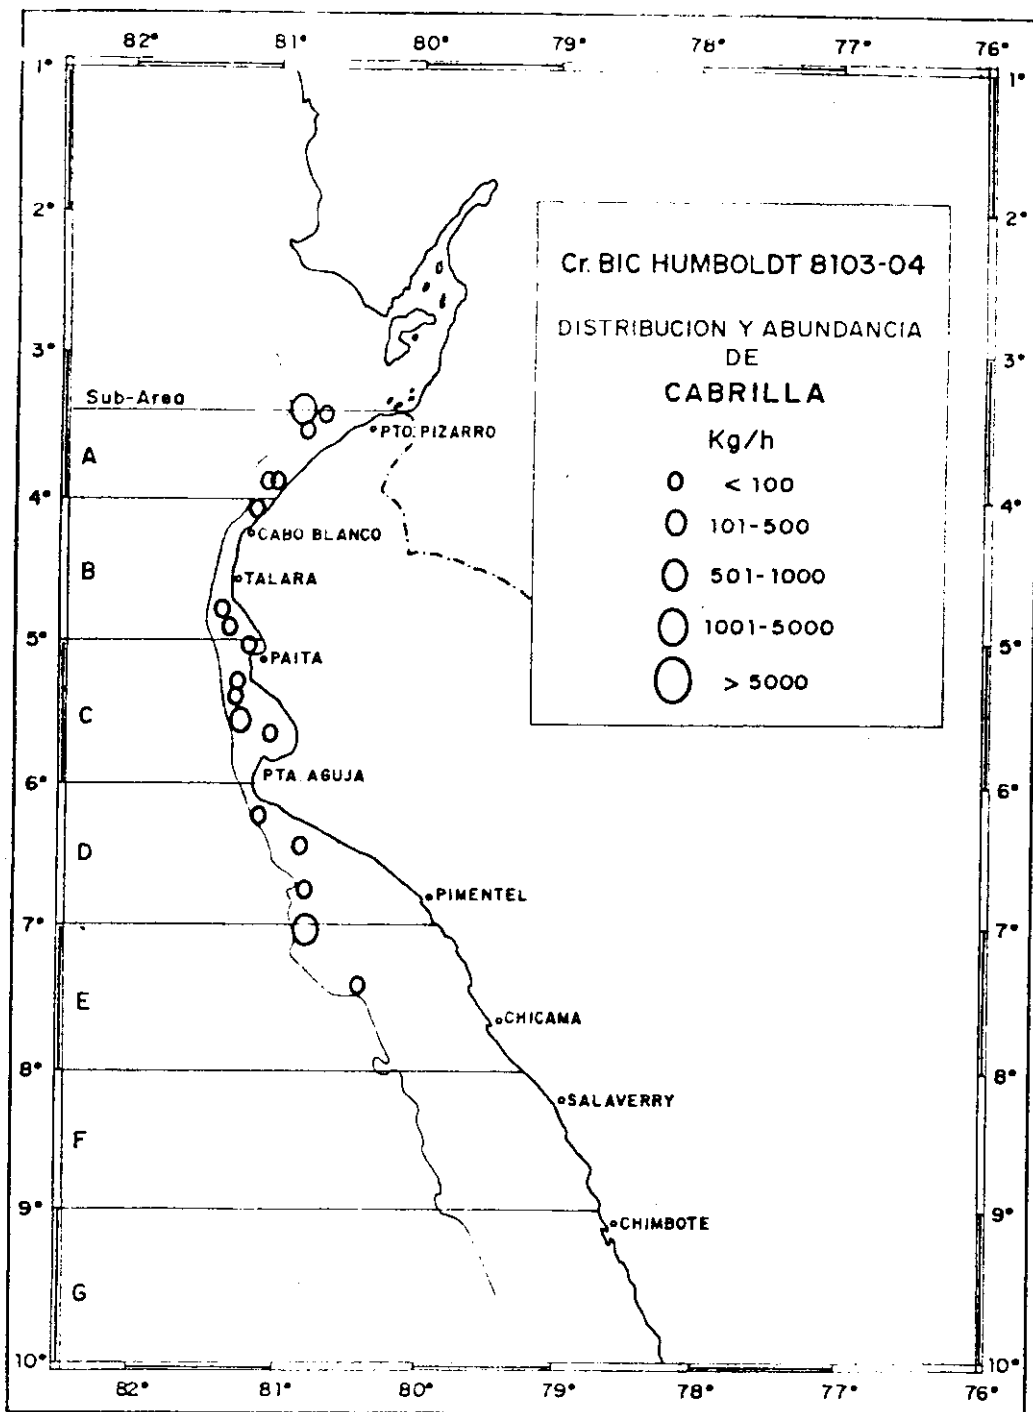 82° 81° 80° 79° 78° 77° 76°
1° 1°
2° 2°
Cr. BIC HUMBOLDT 8103-04
DISTRIBUCION Y ABUNDANCIA
DE
CABRILLA
Kg/h
< 100
101-500
501-1000
1001-5000
> 5000
3° 3°
Sub-Area
PTO. PIZARRO
A
4° 4°
CABO BLANCO
B
TALARA
5° 5°
PAITA
C
PTA. AGUJA
6° 6°
D
PIMENTEL
7° 7°
E
CHICAMA
8° 8°
SALAVERRY
F
9° 9°
CHIMBOTE
G
10° 10°
82° 81° 80° 79° 78° 77° 76°